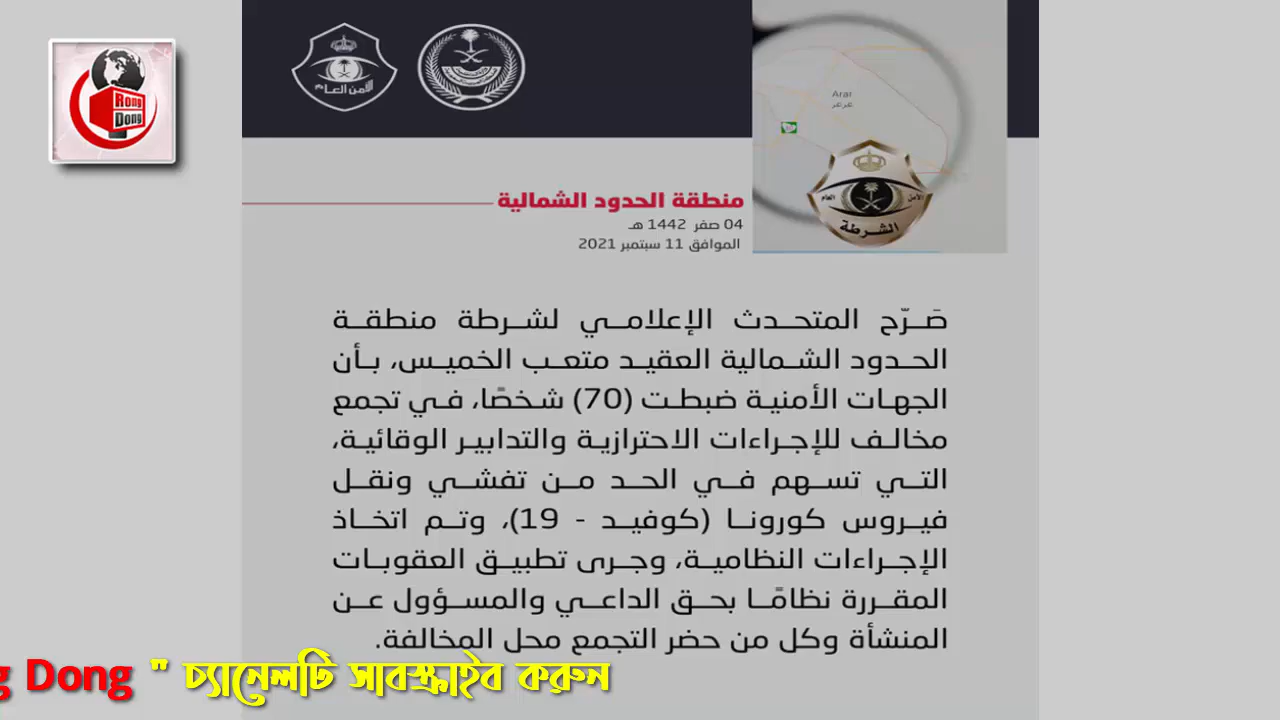 الأمن العام
Rong
Dong
Arar
عرعر
الأمن العام
الشرطة
منطقة الحدود الشمالية
04 صفر 1442 هـ
الموافق 11 سبتمبر 2021
صَرّح المتحدث الإعلامي لشرطة منطقة
الحدود الشمالية العقيد متعب الخميس، بأن
الجهات الأمنية ضبطت (70) شخصًا، في تجمع
مخالف للإجراءات الاحترازية والتدابير الوقائية،
التي تسهم في الحد من تفشي ونقل
فيروس كورونا (كوفيد - 19)، وتم اتخاذ
الإجراءات النظامية، وجرى تطبيق العقوبات
المقررة نظامًا بحق الداعي والمسؤول عن
المنشأة وكل من حضر التجمع محل المخالفة.
g Dong " চ্যানেলটি সাবস্ক্রাইব করুন